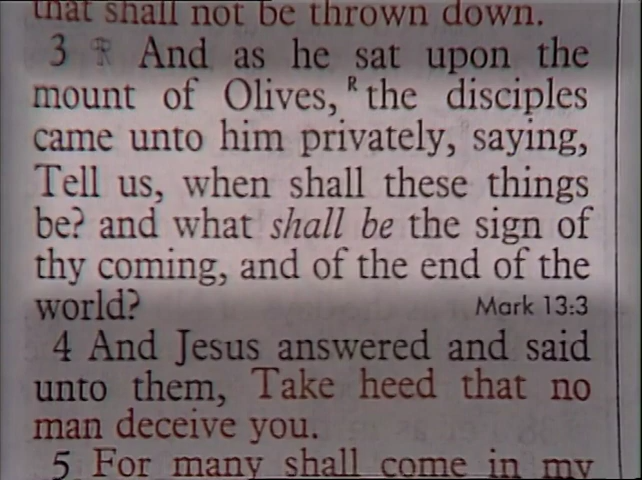 that shall not be thrown down.
3 R And as he sat upon the
mount of Olives, R the disciples
came unto him privately, saying,
Tell us, when shall these things
be? and what shall be the sign of
thy coming, and of the end of the
world? Mark 13:3
4 And Jesus answered and said
unto them, Take heed that no
man deceive you.
5 For many shall come in my